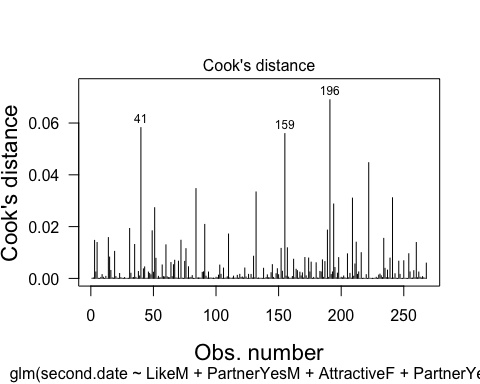 Cook's distance
196
41
159
Cook's distance
0.06
0.04
0.02
0.00
0 50 100 150 200 250
Obs. number
glm(second.date ~ LikeM + PartnerYesM + AttractiveF + PartnerYe